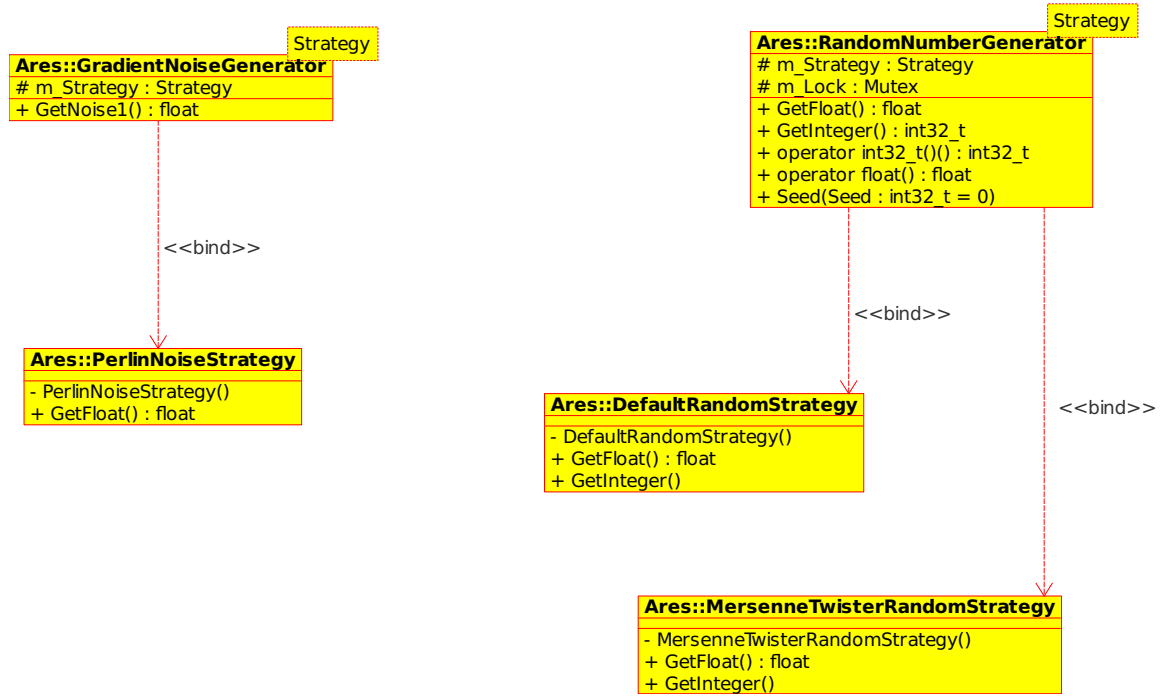 Strategy
Ares::GradientNoiseGenerator
# m_Strategy : Strategy
+ GetNoise1() : float
<<bind>>
Ares::PerlinNoiseStrategy
- PerlinNoiseStrategy()
+ GetFloat() : float
Strategy
Ares::RandomNumberGenerator
# m_Strategy : Strategy
# m_Lock : Mutex
+ GetFloat() : float
+ GetInteger() : int32_t
+ operator int32_t()() : int32_t
+ operator float() : float
+ Seed(Seed : int32_t = 0)
<<bind>>
<<bind>>
Ares::DefaultRandomStrategy
- DefaultRandomStrategy()
+ GetFloat() : float
+ GetInteger()
Ares::MersenneTwisterRandomStrategy
- MersenneTwisterRandomStrategy()
+ GetFloat() : float
+ GetInteger()